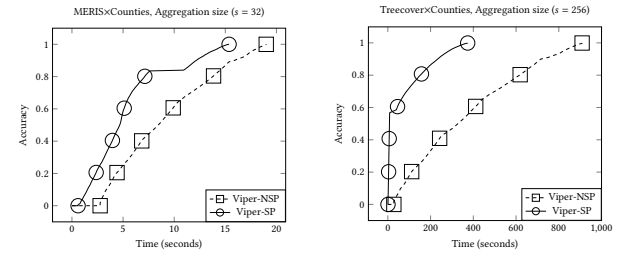 MERIS×Counties, Aggregation size (s = 32)
1
0.8
0.6
0.4
0.2
0
Accuracy
0 5 10 15 20
Time (seconds)
Viper-NSP
Viper-SP
Treecover×Counties, Aggregation size (s = 256)
1
0.8
0.6
0.4
0.2
0
Accuracy
0 200 400 600 800 1,000
Time (seconds)
Viper-NSP
Viper-SP